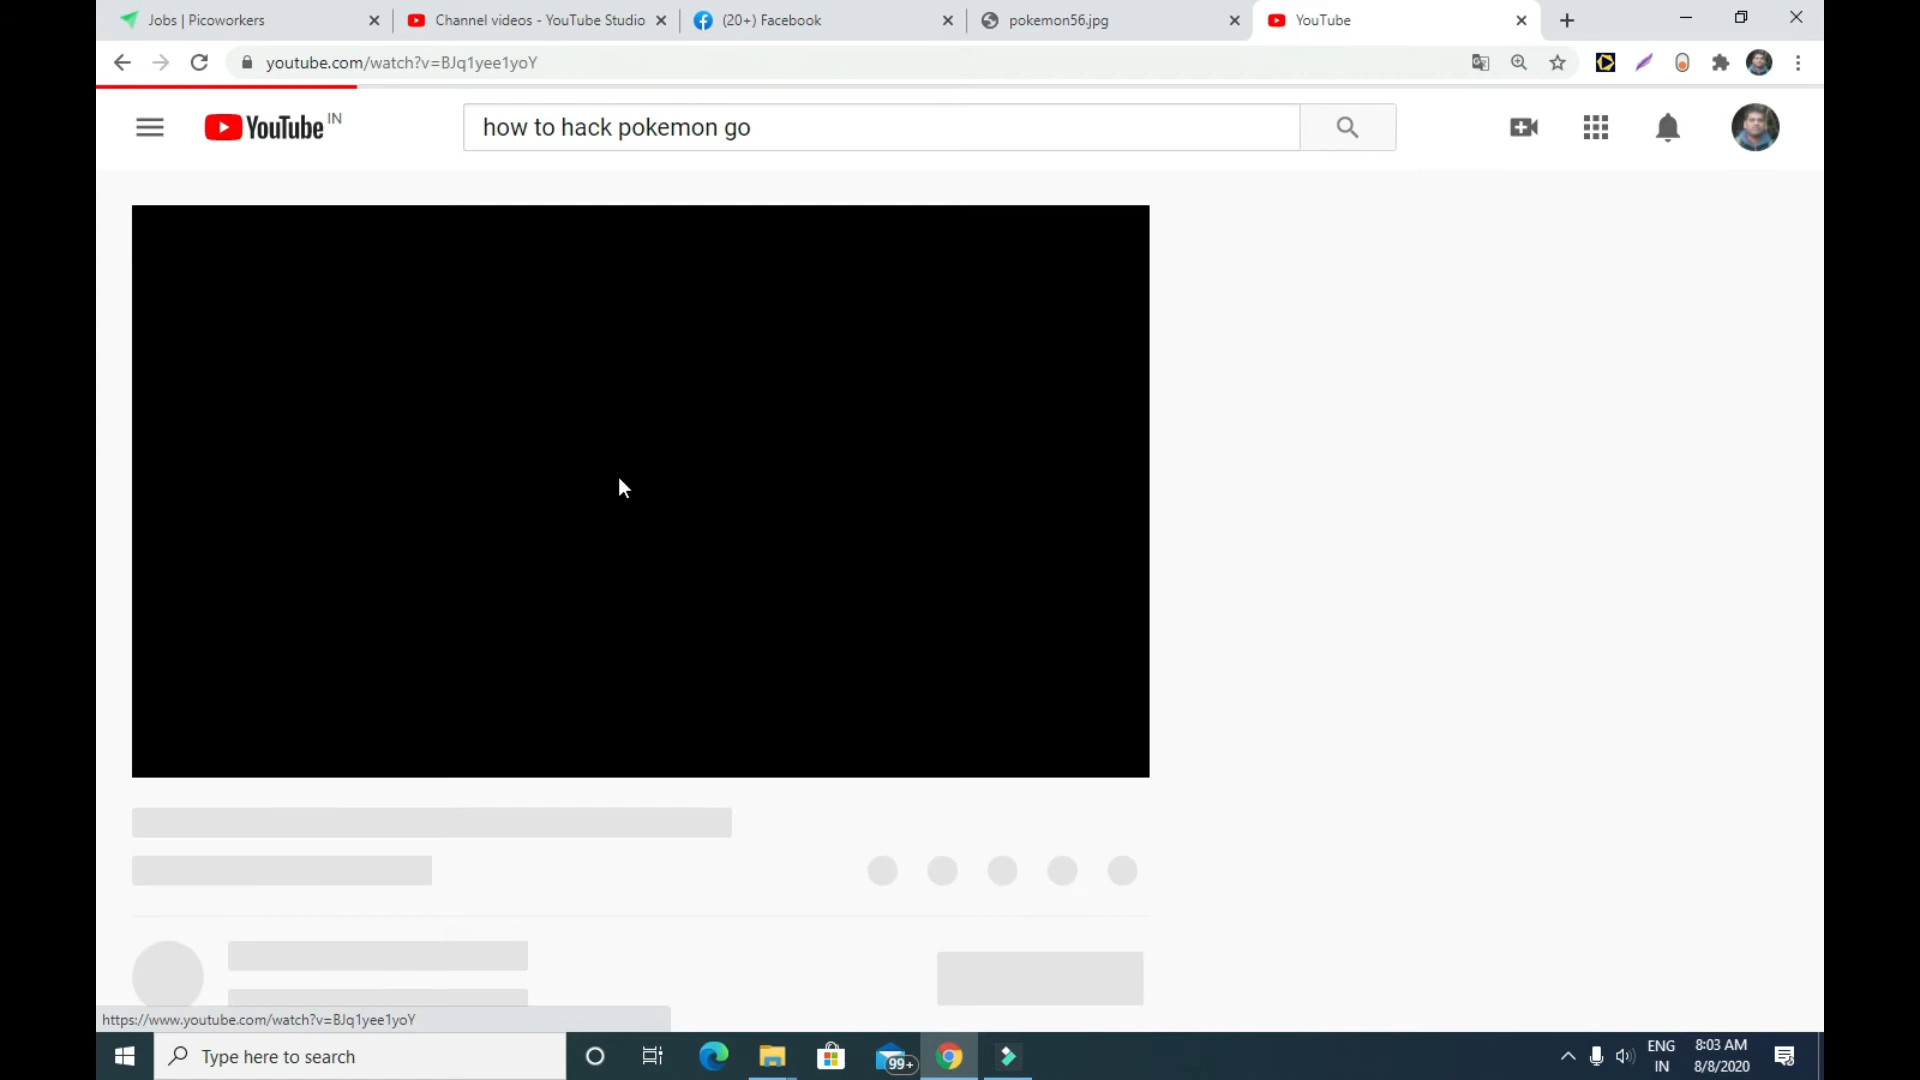 Jobs | Picoworkers
Channel videos - YouTube Studio
(20+) Facebook
pokemon56.jpg
YouTube
youtube.com/watch?v=BJq1yee1yoY
YouTube IN
how to hack pokemon go
https://www.youtube.com/watch?v=BJq1yee1yoY
Type here to search
99+
ENG
IN
8:03 AM
8/8/2020